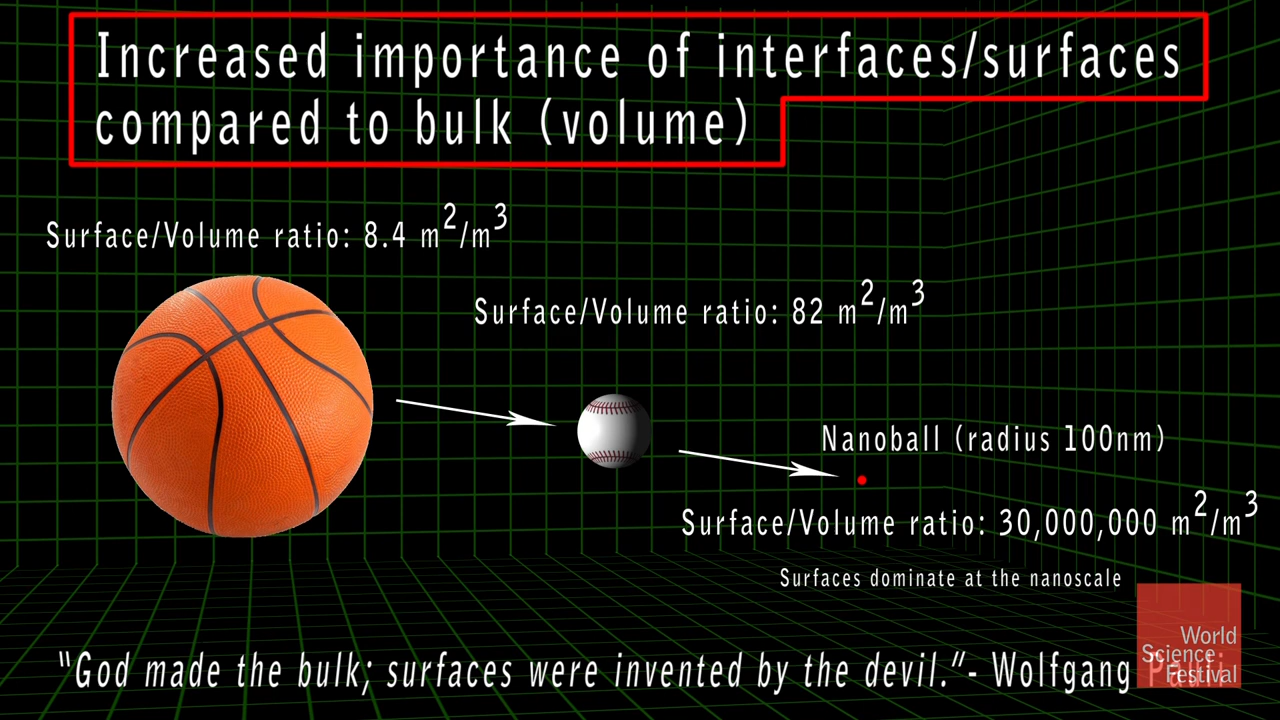 Increased importance of interfaces/surfaces
compared to bulk (volume)
Surface/Volume ratio: 8.4 m²/m³
Surface/Volume ratio: 82 m²/m³
Nanoball (radius 100nm)
Surface/Volume ratio: 30,000,000 m²/m³
Surfaces dominate at the nanoscale
“God made the bulk; surfaces were invented by the devil.”- Wolfgang Pauli
World
Science
Festival